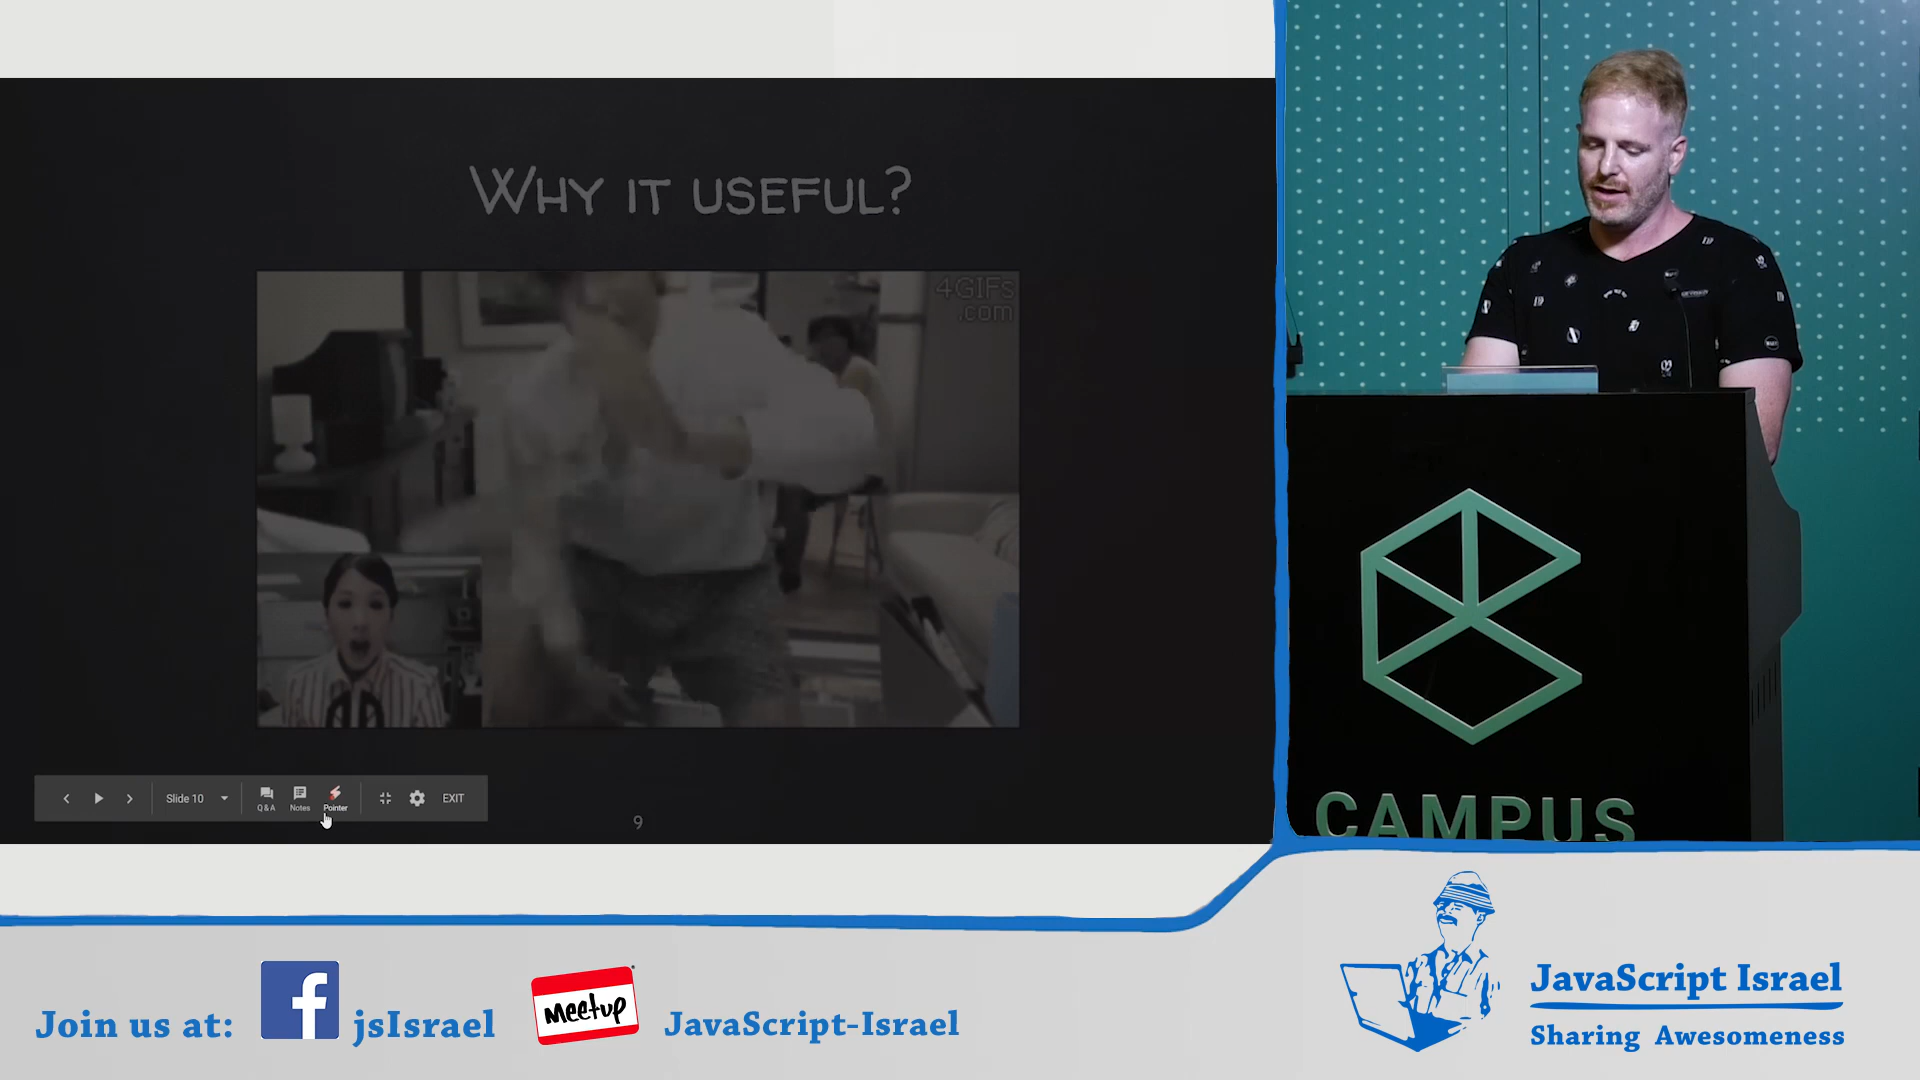 WHY IT USEFUL?
4GIFs
.com
Slide 10
Q&A
Notes
Pointer
EXIT
9
CAMPUS
Join us at:
f
jsIsrael
meetup
JavaScript-Israel
JavaScript Israel
Sharing Awesomeness